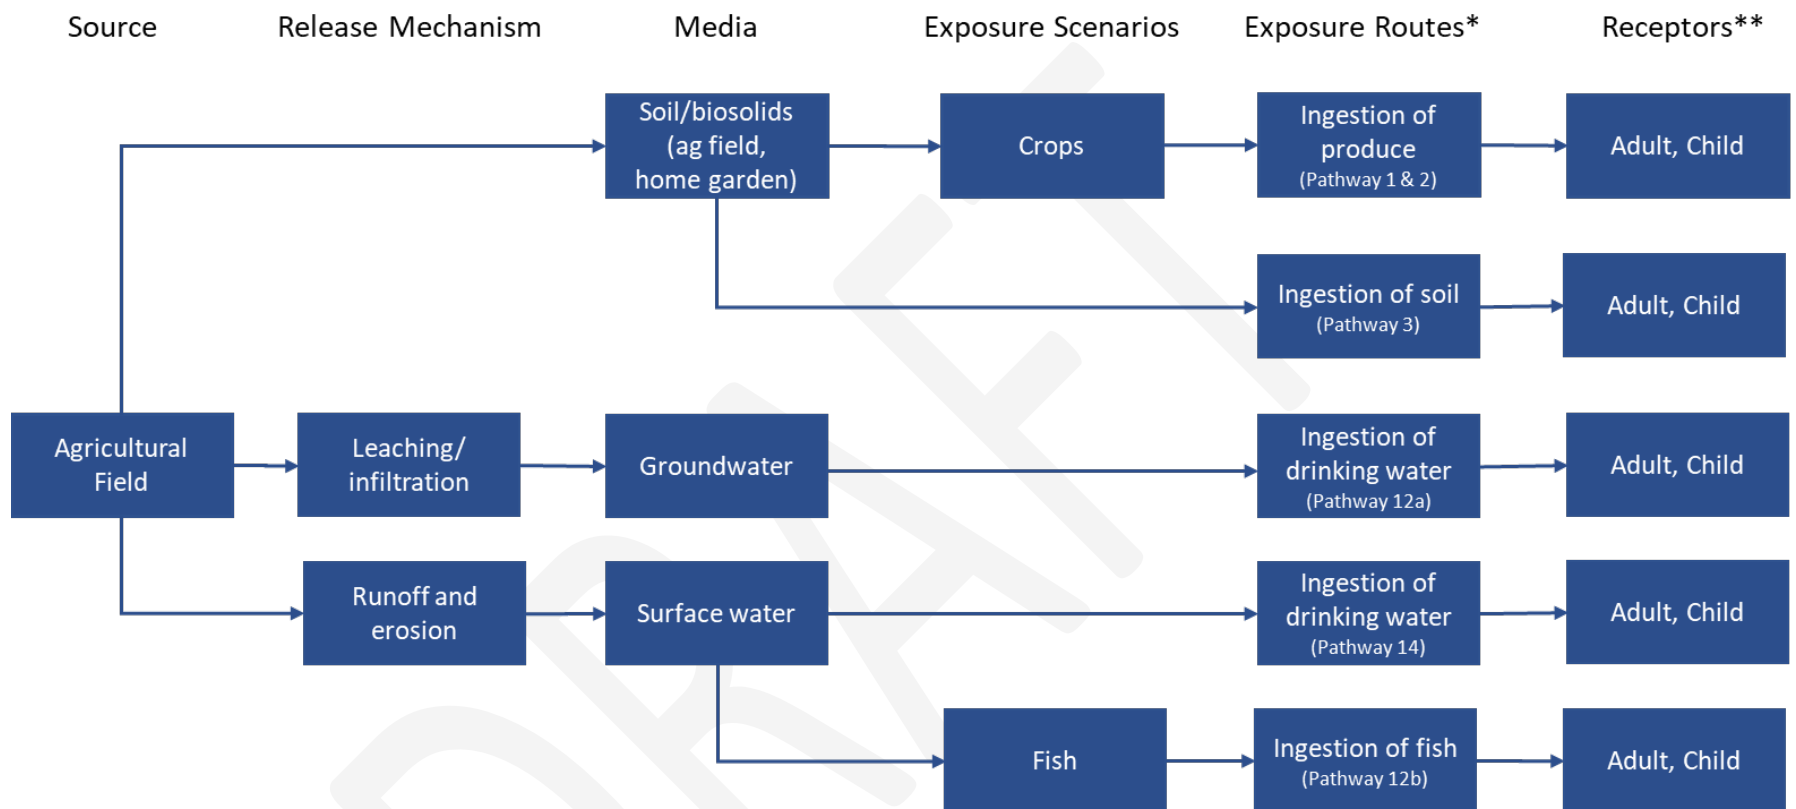 Source
Release Mechanism
Media
Exposure Scenarios
Exposure Routes*
Receptors**
Soil/biosolids
(ag field,
home garden)
Crops
Ingestion of
produce
(Pathway 1 & 2)
Adult, Child
Ingestion of soil
(Pathway 3)
Adult, Child
Agricultural
Field
Leaching/
infiltration
Groundwater
Ingestion of
drinking water
(Pathway 12a)
Adult, Child
Runoff and
erosion
Surface water
Ingestion of
drinking water
(Pathway 14)
Adult, Child
Fish
Ingestion of fish
(Pathway 12b)
Adult, Child
DRAFT